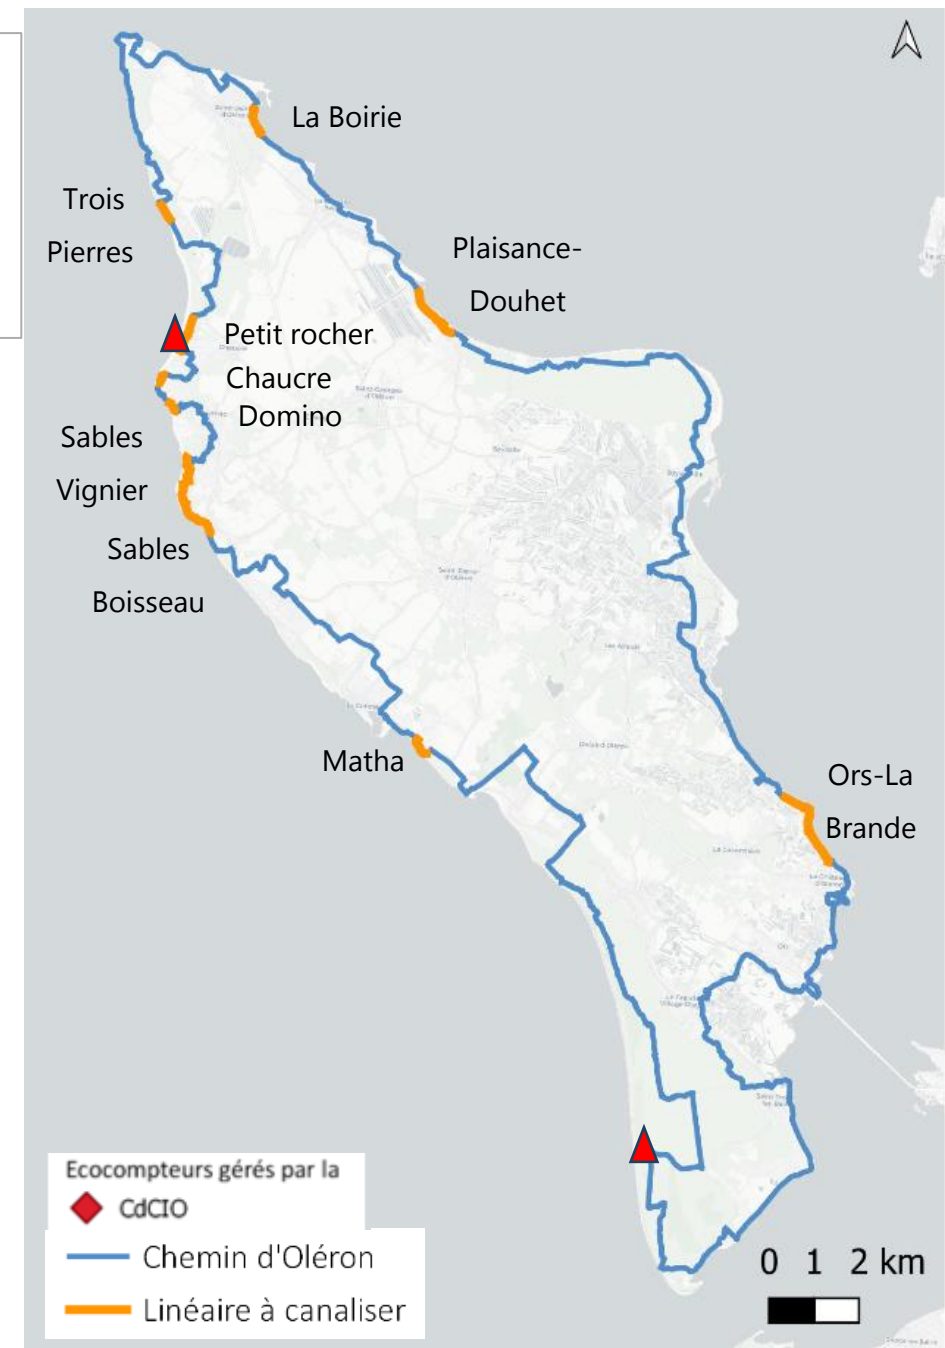 La Boirie
Trois
Pierres
Plaisance-
Douhet
Petit rocher
Chaucre
Domino
Sables
Vignier
Sables
Boisseau
Matha
Ors-La
Brande
Ecocompteurs gérés par la
CdCIO
Chemin d'Oléron
Linéaire à canaliser
0 1 2 km